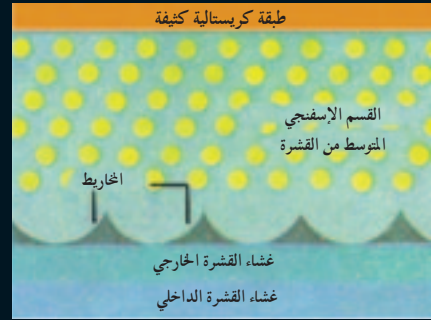 طبقة كريستالية كثيفة
القسم الإسفنجي
المتوسط من القشرة
المخاريط
غشاء القشرة الخارجي
غشاء القشرة الداخلي